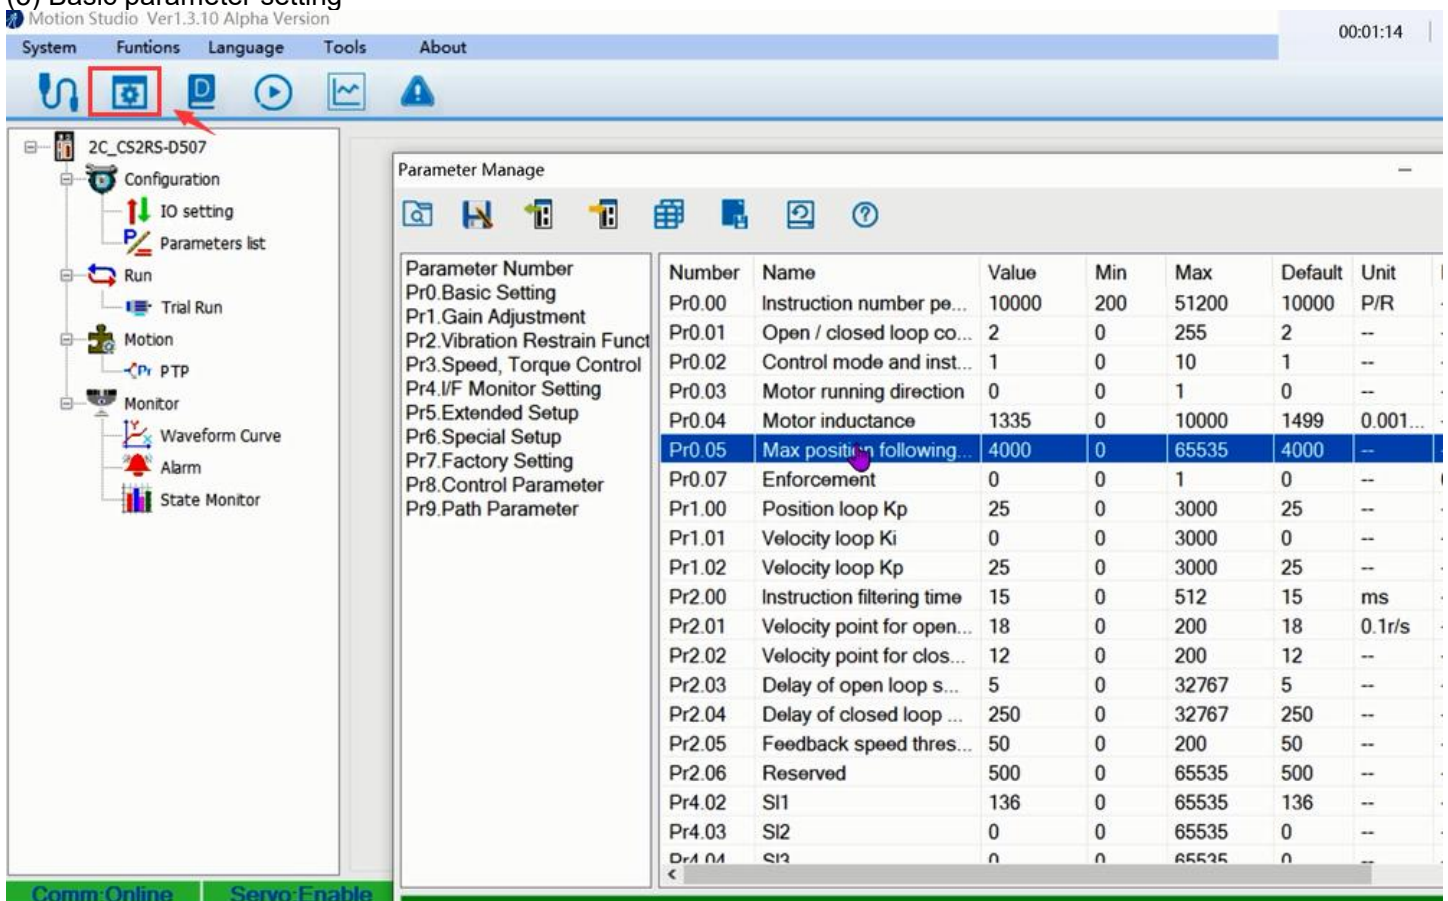 (3) Basic parameter setting
Motion Studio Ver1.3.10 Alpha Version
00:01:14
System Funtions Language Tools About
2C_CS2RS-D507
Configuration
IO setting
Parameters list
Run
Trial Run
Motion
PTP
Monitor
Waveform Curve
Alarm
State Monitor
Comm:Online Servo:Enable
Parameter Manage
Parameter Number
Pr0.Basic Setting
Pr1.Gain Adjustment
Pr2.Vibration Restrain Funct
Pr3.Speed, Torque Control
Pr4.I/F Monitor Setting
Pr5.Extended Setup
Pr6.Special Setup
Pr7.Factory Setting
Pr8.Control Parameter
Pr9.Path Parameter
Number Name Value Min Max Default Unit
Pr0.00 Instruction number pe... 10000 200 51200 10000 P/R
Pr0.01 Open / closed loop co... 2 0 255 2 --
Pr0.02 Control mode and inst... 1 0 10 1 --
Pr0.03 Motor running direction 0 0 1 0 --
Pr0.04 Motor inductance 1335 0 10000 1499 0.001...
Pr0.05 Max position following... 4000 0 65535 4000 --
Pr0.07 Enforcement 0 0 1 0 --
Pr1.00 Position loop Kp 25 0 3000 25 --
Pr1.01 Velocity loop Ki 0 0 3000 0 --
Pr1.02 Velocity loop Kp 25 0 3000 25 --
Pr2.00 Instruction filtering time 15 0 512 15 ms
Pr2.01 Velocity point for open... 18 0 200 18 0.1r/s
Pr2.02 Velocity point for clos... 12 0 200 12 --
Pr2.03 Delay of open loop s... 5 0 32767 5 --
Pr2.04 Delay of closed loop ... 250 0 32767 250 --
Pr2.05 Feedback speed thres... 50 0 200 50 --
Pr2.06 Reserved 500 0 65535 500 --
Pr4.02 SI1 136 0 65535 136 --
Pr4.03 SI2 0 0 65535 0 --
Pr4.04 SI3 0 0 65535 0 --